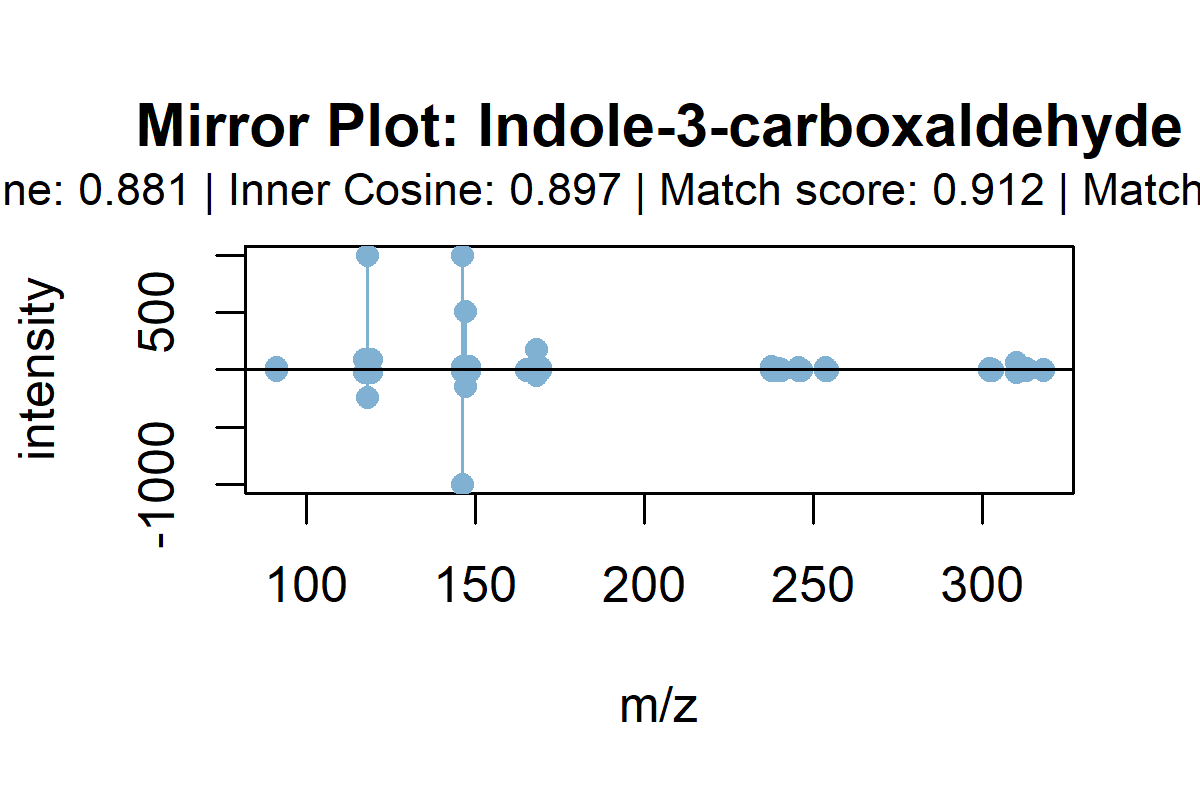 Mirror Plot: Indole-3-carboxaldehyde
ne: 0.881 | Inner Cosine: 0.897 | Match score: 0.912 | Match
intensity
500
-1000
100 150 200 250 300
m/z